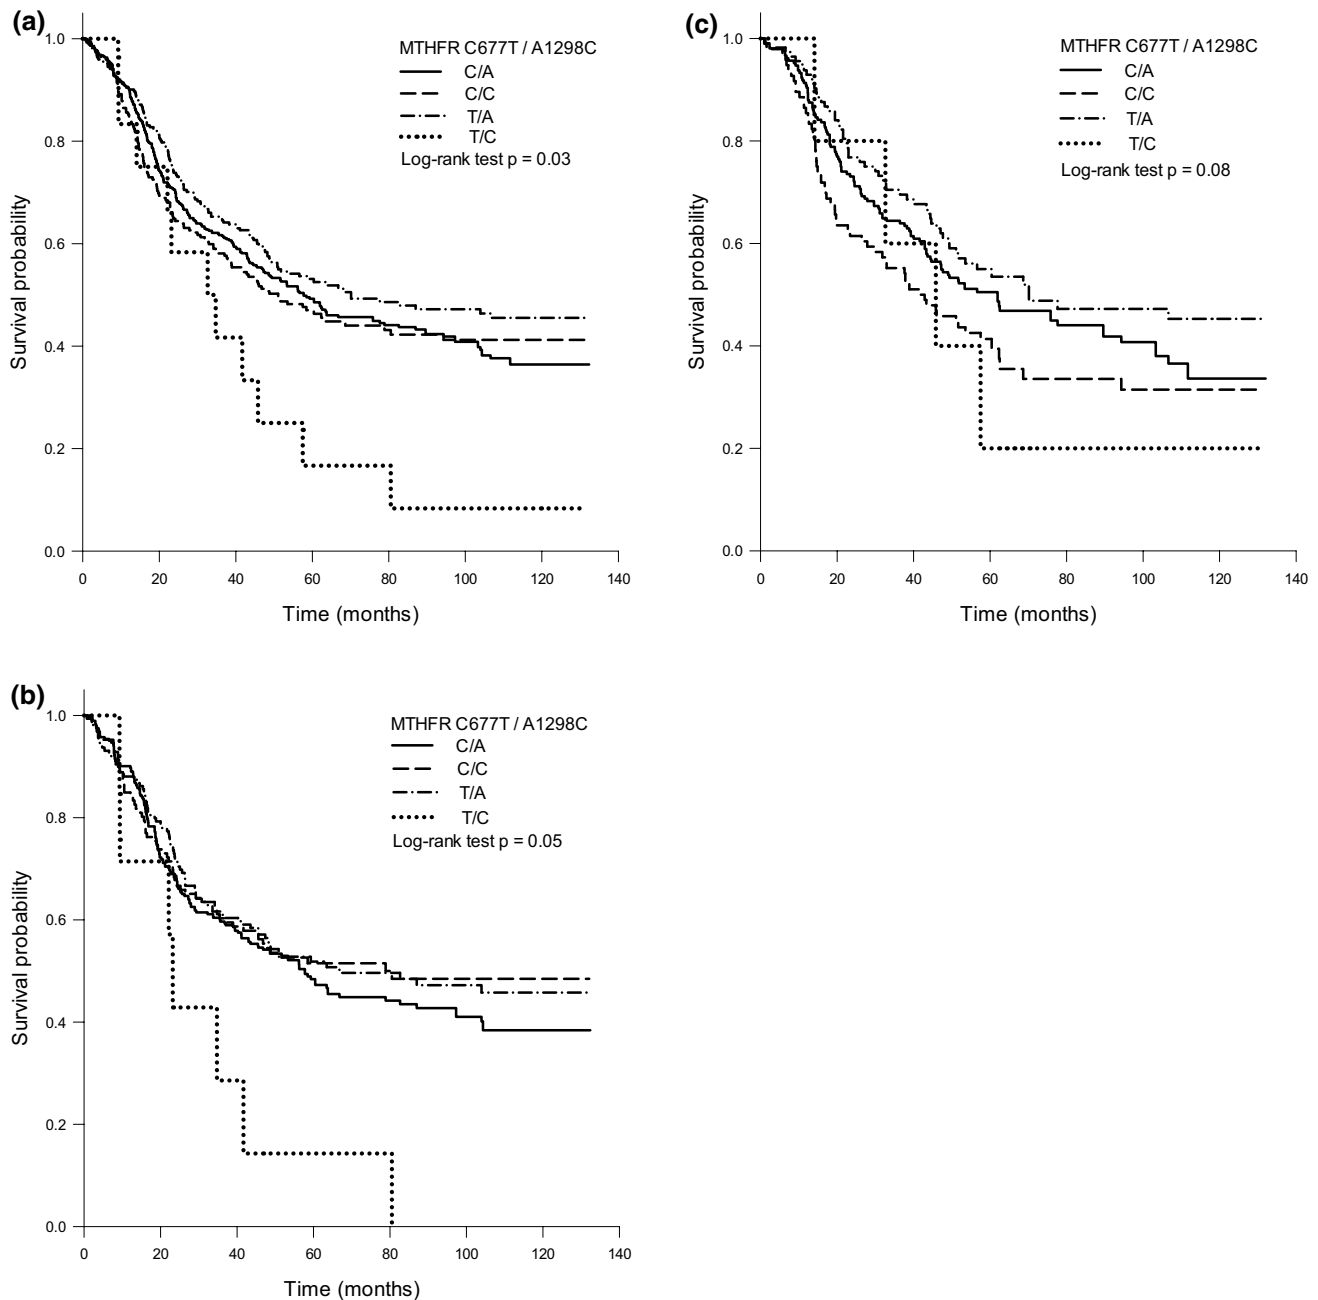 (a)
MTHFR C677T / A1298C
C/A
C/C
T/A
T/C
Log-rank test p = 0.03
Survival probability
1.0
0.8
0.6
0.4
0.2
0.0
0 20 40 60 80 100 120 140
Time (months)
(c)
MTHFR C677T / A1298C
C/A
C/C
T/A
T/C
Log-rank test p = 0.08
Survival probability
1.0
0.8
0.6
0.4
0.2
0.0
0 20 40 60 80 100 120 140
Time (months)
(b)
MTHFR C677T / A1298C
C/A
C/C
T/A
T/C
Log-rank test p = 0.05
Survival probability
1.0
0.8
0.6
0.4
0.2
0.0
0 20 40 60 80 100 120 140
Time (months)